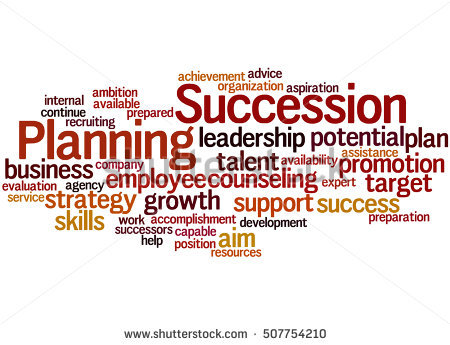 achievement advice
organization aspiration
ambition
internal available
continue prepared
recruiting
Succession
Planning leadership potential plan
assistance
business company talent availability promotion
evaluation agency employee counseling expert target
service strategy growth support success
skills work accomplishment development preparation
successors capable
help position aim
resources
shutterstock
www.shutterstock.com · 507754210